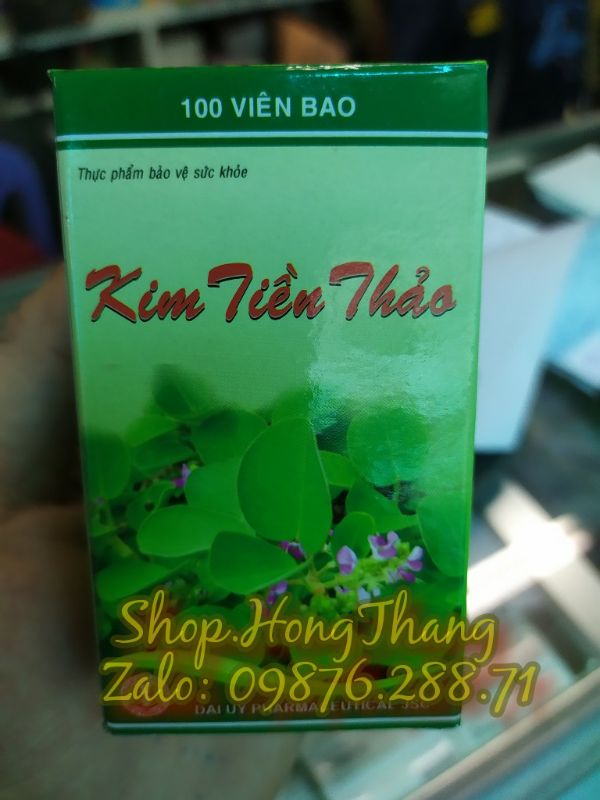 100 VIÊN BAO
Thực phẩm bảo vệ sức khỏe
Kim Tiền Thảo
Shop.HongThang
Zalo: 09876.288.71
DAI UY PHARMACEUTICAL JSC